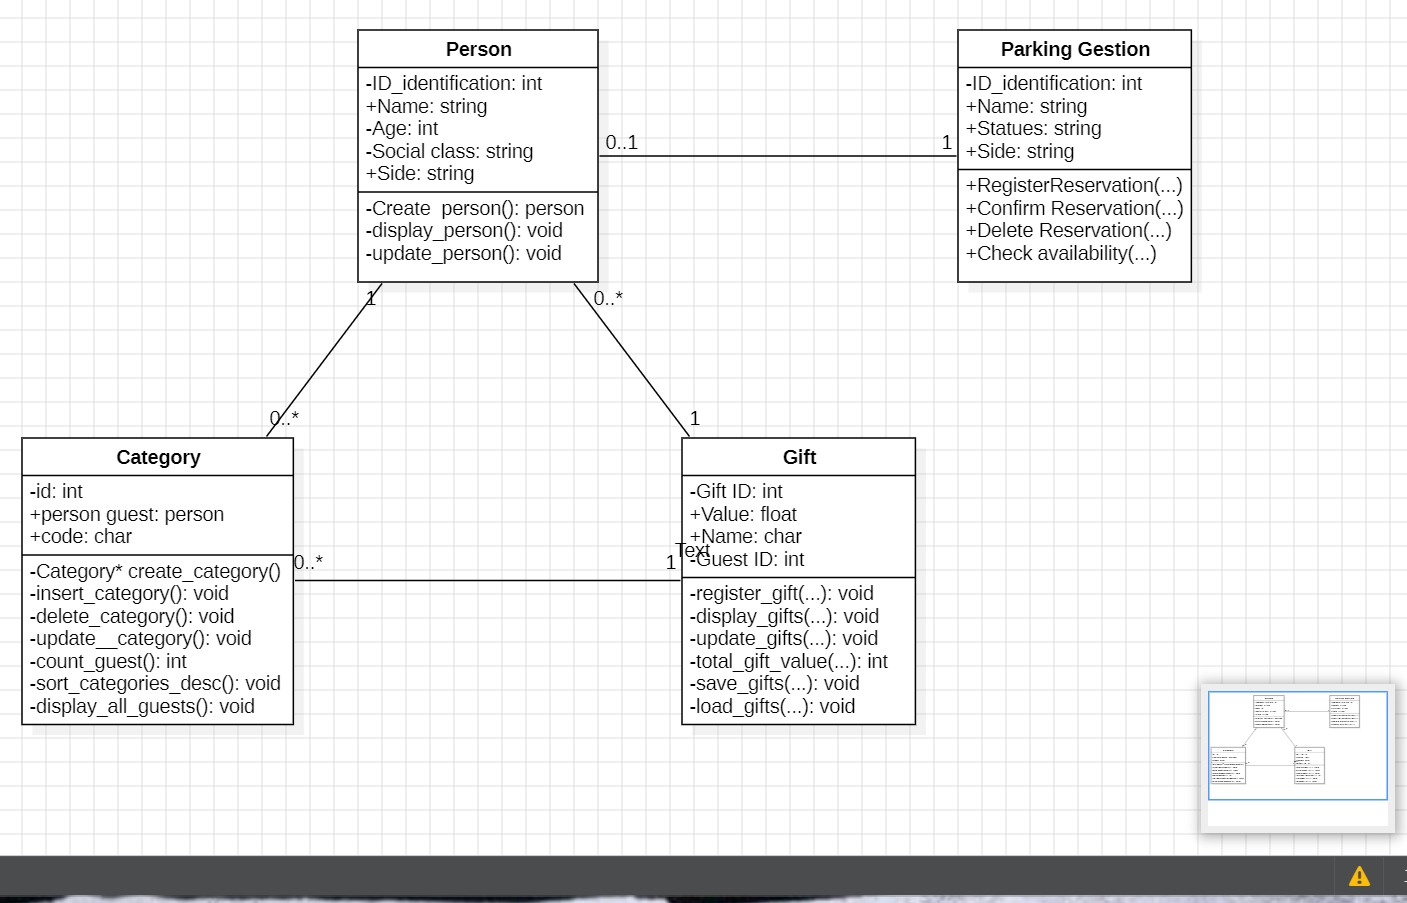 Person
-ID_identification: int
+Name: string
-Age: int
-Social class: string
+Side: string
-Create  person(): person
-display_person(): void
-update_person(): void
Parking Gestion
-ID_identification: int
+Name: string
+Statues: string
+Side: string
+RegisterReservation(...)
+Confirm Reservation(...)
+Delete Reservation(...)
+Check availability(...)
0..1
1
1
0..*
0..*
1
Category
-id: int
+person guest: person
+code: char
-Category* create_category()
-insert_category(): void
-delete_category(): void
-update__category(): void
-count_guest(): int
-sort_categories_desc(): void
-display_all_guests(): void
0..*
1
Text
Gift
-Gift ID: int
+Value: float
+Name: char
-Guest ID: int
-register_gift(...): void
-display_gifts(...): void
-update_gifts(...): void
-total_gift_value(...): int
-save_gifts(...): void
-load_gifts(...): void